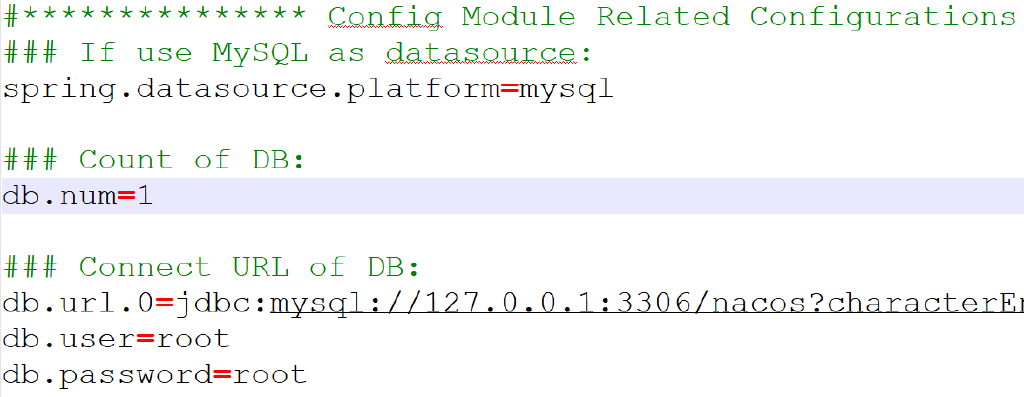 #*************** Config Module Related Configurations
### If use MySQL as datasource:
spring.datasource.platform=mysql
### Count of DB:
db.num=1
### Connect URL of DB:
db.url.0=jdbc:mysql://127.0.0.1:3306/nacos?characterEn
db.user=root
db.password=root